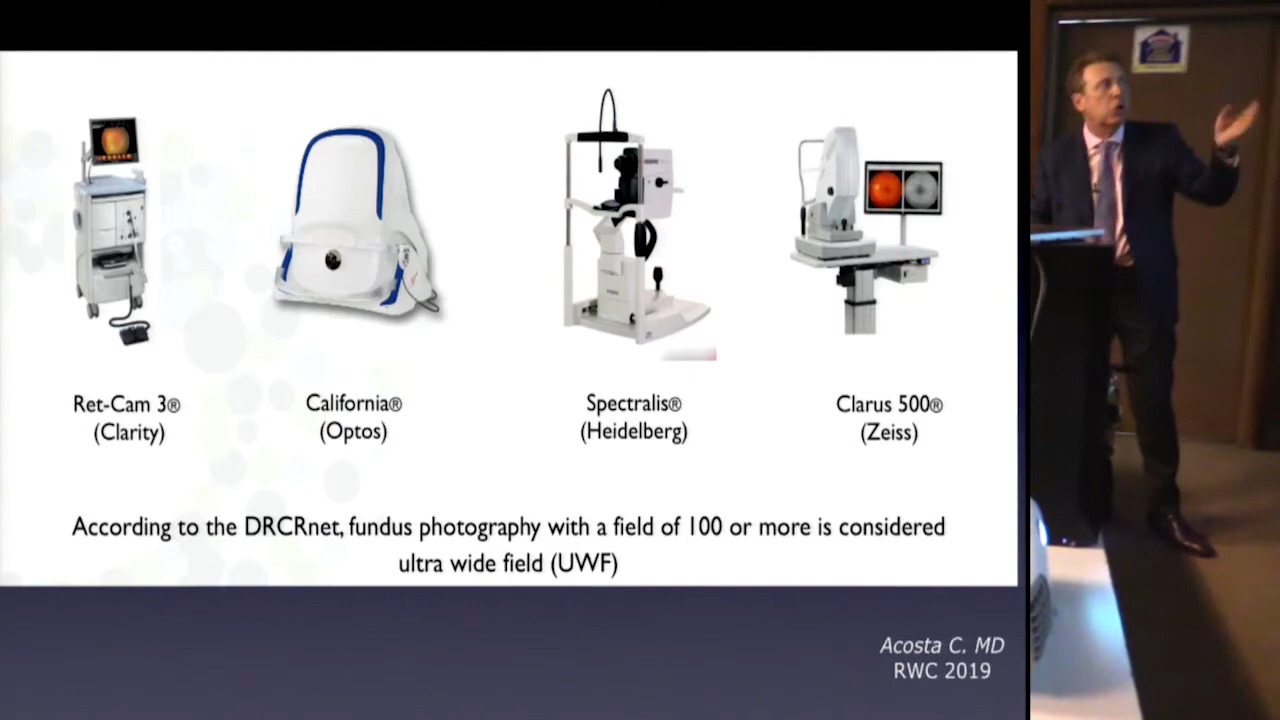 Ret-Cam 3®
(Clarity)
California®
(Optos)
Spectralis®
(Heidelberg)
Clarus 500®
(Zeiss)
According to the DRCRnet, fundus photography with a field of 100 or more is considered
ultra wide field (UWF)
Acosta C. MD
RWC 2019